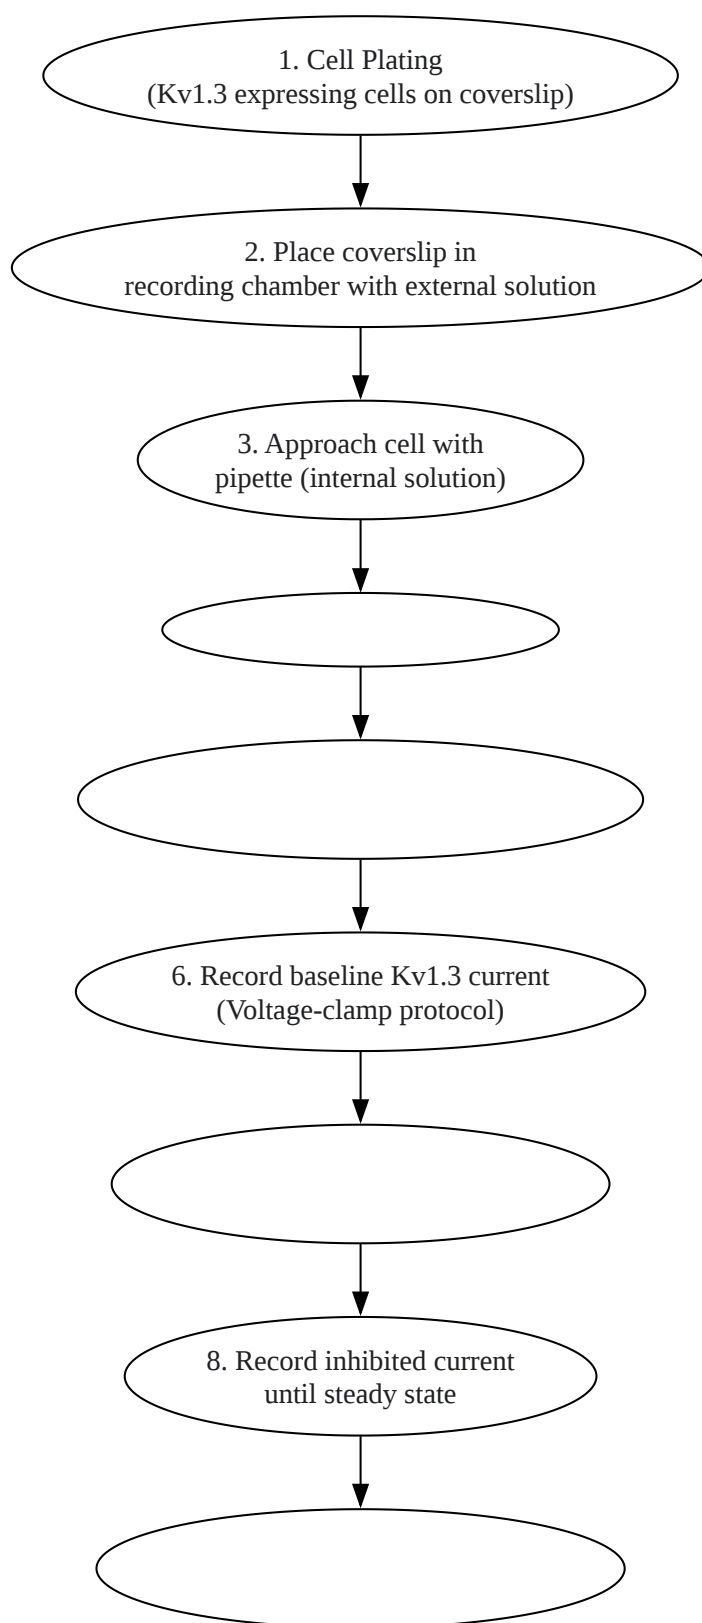 1. Cell Plating
(Kv1.3 expressing cells on coverslip)
2. Place coverslip in
recording chamber with external solution
3. Approach cell with
pipette (internal solution)
6. Record baseline Kv1.3 current
(Voltage-clamp protocol)
8. Record inhibited current
until steady state